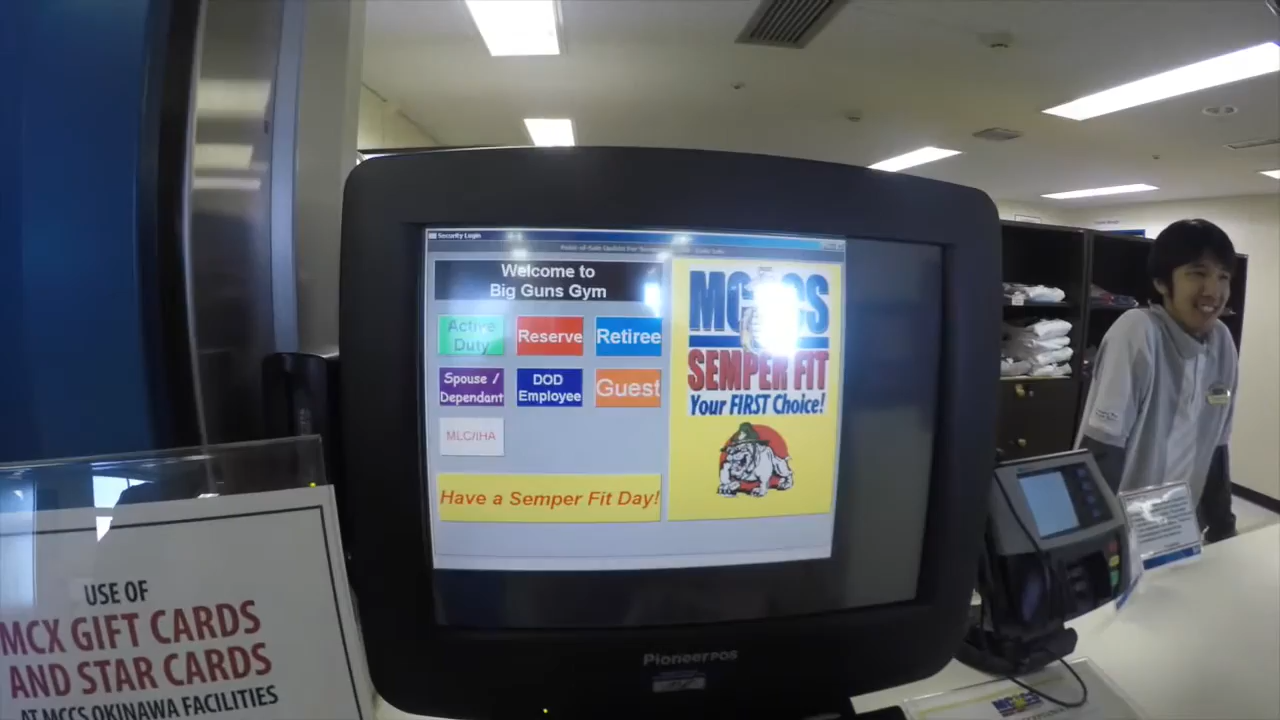 Security Login
Welcome to
Big Guns Gym
Active
Duty
Reserve
Retiree
Spouse /
Dependant
DOD
Employee
Guest
MLC/IHA
Have a Semper Fit Day!
SEMPER FIT
Your FIRST Choice!
PioneerPOS
USE OF
MCX GIFT CARDS
AND STAR CARDS
AT MCCS OKINAWA FACILITIES